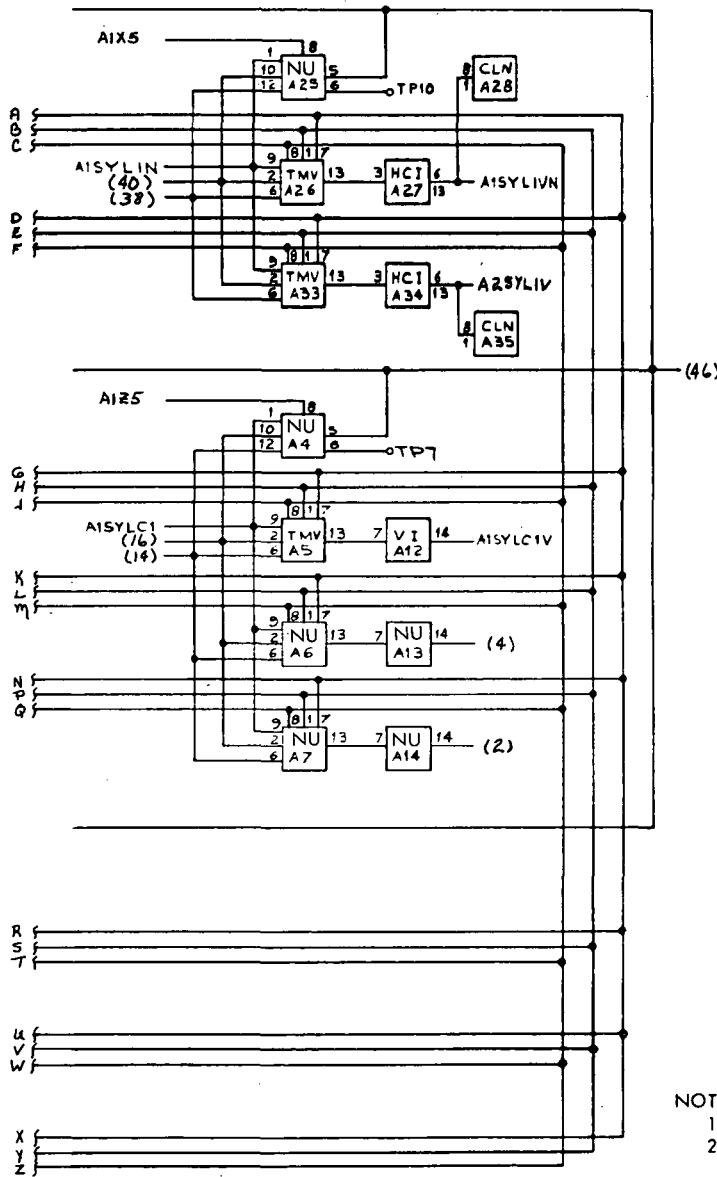 A1X5
1 8
10 NU 5
12 A25 6 TP10
8 CLN
1 A28
A
B
C
8 1 7
A1SYLIN 9
(40) 2 TMV 13 3 HCI 6 A1SYLIVN
(38) 6 A26 A27 13
D
E
F
8 1 7
9
2 TMV 13 3 HCI 6 A2SYLIV
6 A33 A34 13
8 CLN
1 A35
(46)
A1Z5
1 8
10 NU 5
12 A4 6 TP7
G
H
J
8 1 7
A1SYLC1 9
(16) 2 TMV 13 7 VI 14 A1SYLC1V
(14) 6 A5 A12
K
L
M
8 1 7
9
2 NU 13 7 NU 14 (4)
6 A6 A13
N
P
Q
8 1 7
9
2 NU 13 7 NU 14 (2)
6 A7 A14
R
S
T
U
V
W
NOT
X 1
Y 2
Z